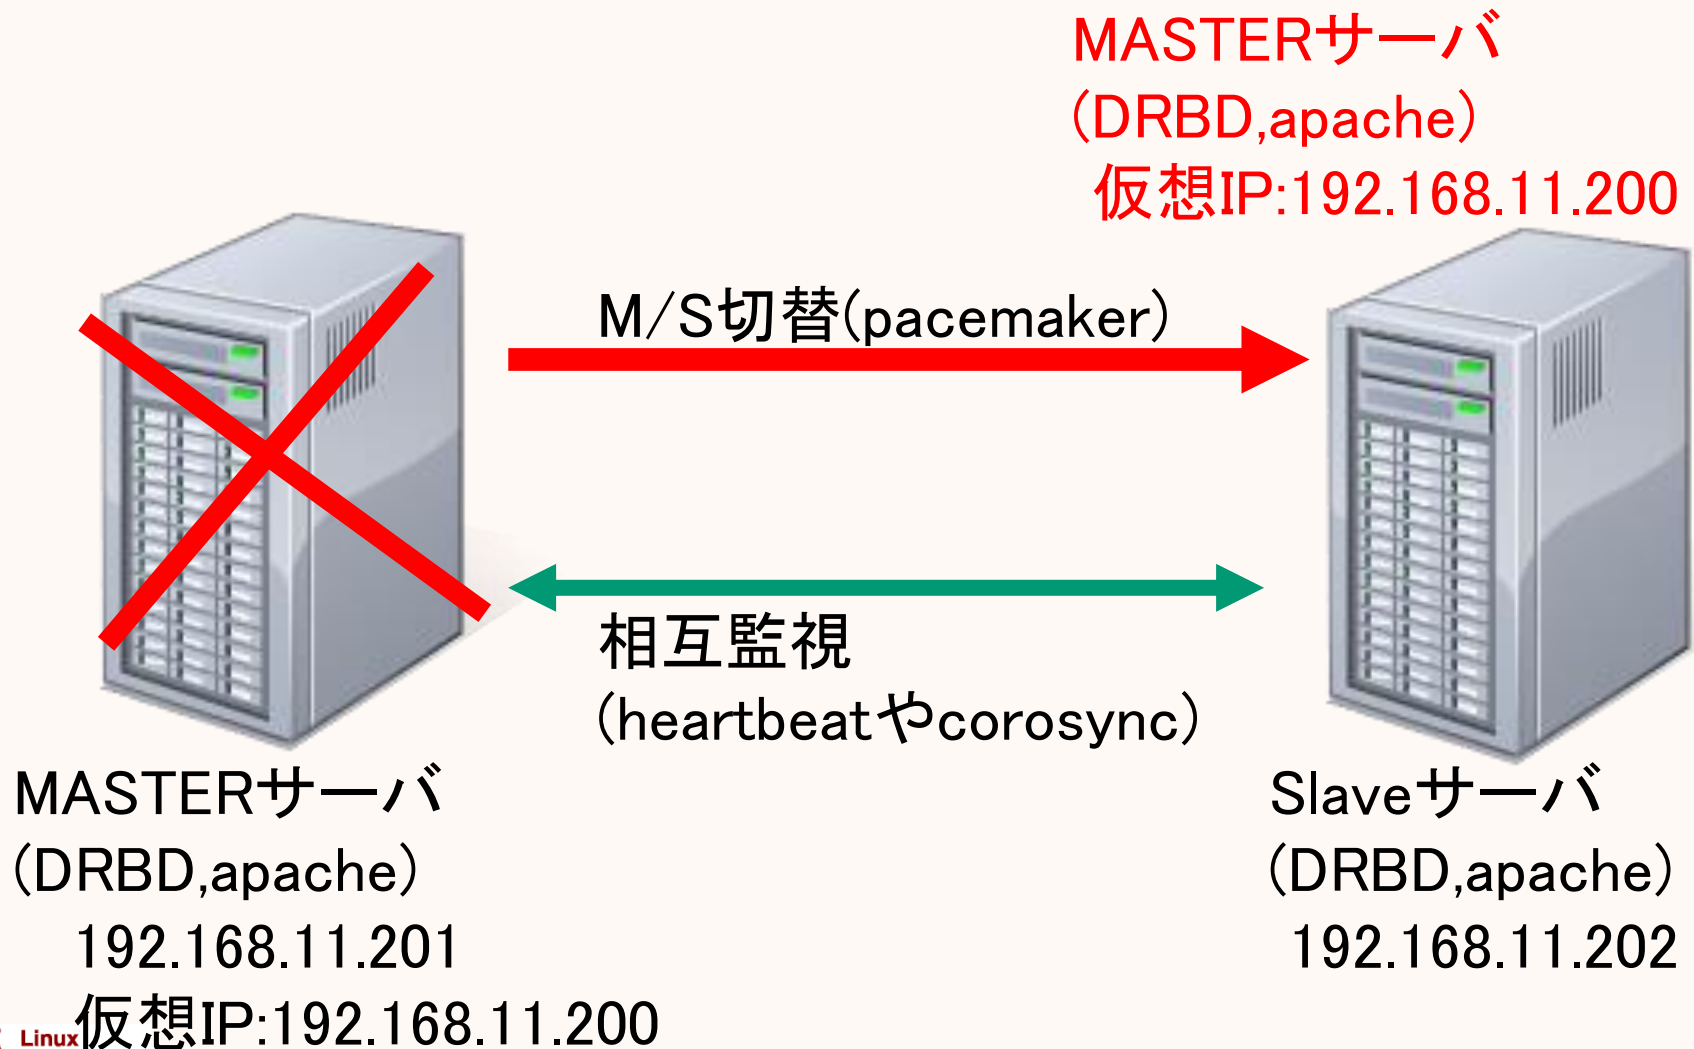 MASTERサーバ
(DRBD,apache)
仮想IP:192.168.11.200
M/S切替(pacemaker)
相互監視
(heartbeatやcorosync)
MASTERサーバ
(DRBD,apache)
192.168.11.201
仮想IP:192.168.11.200
Slaveサーバ
(DRBD,apache)
192.168.11.202
Linux